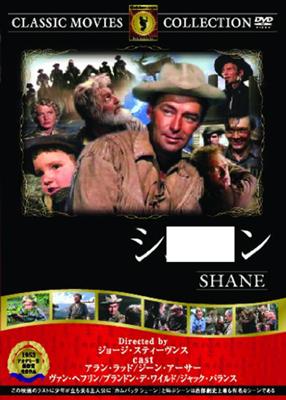 CLASSIC MOVIES COLLECTION DVD
シ ン
SHANE
Directed by
ジョージ・スティーヴンス
cast
アラン・ラッド/ジーン・アーサー
ヴァン・ヘフリン/ブランドン・デ・ワイルド/ジャック・パランス
1953